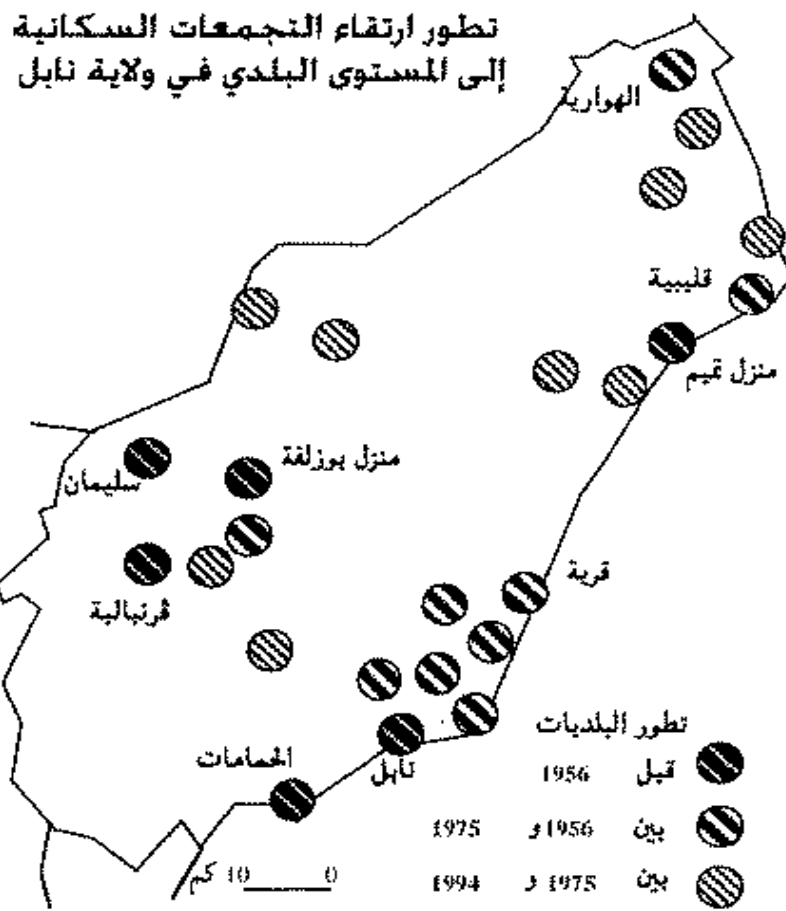 تطور ارتقاء التجمعات السكانية
إلى المستوى البلدي في ولاية نابل
الهوارية
قليبية
منزل تميم
منزل بوزلفة
سليمان
قربة
ڨرنبالية
الحمامات
نابل
تطور البلديات
قبل 1956
بين 1956 و 1975
بين 1975 و 1994
10 كم 0